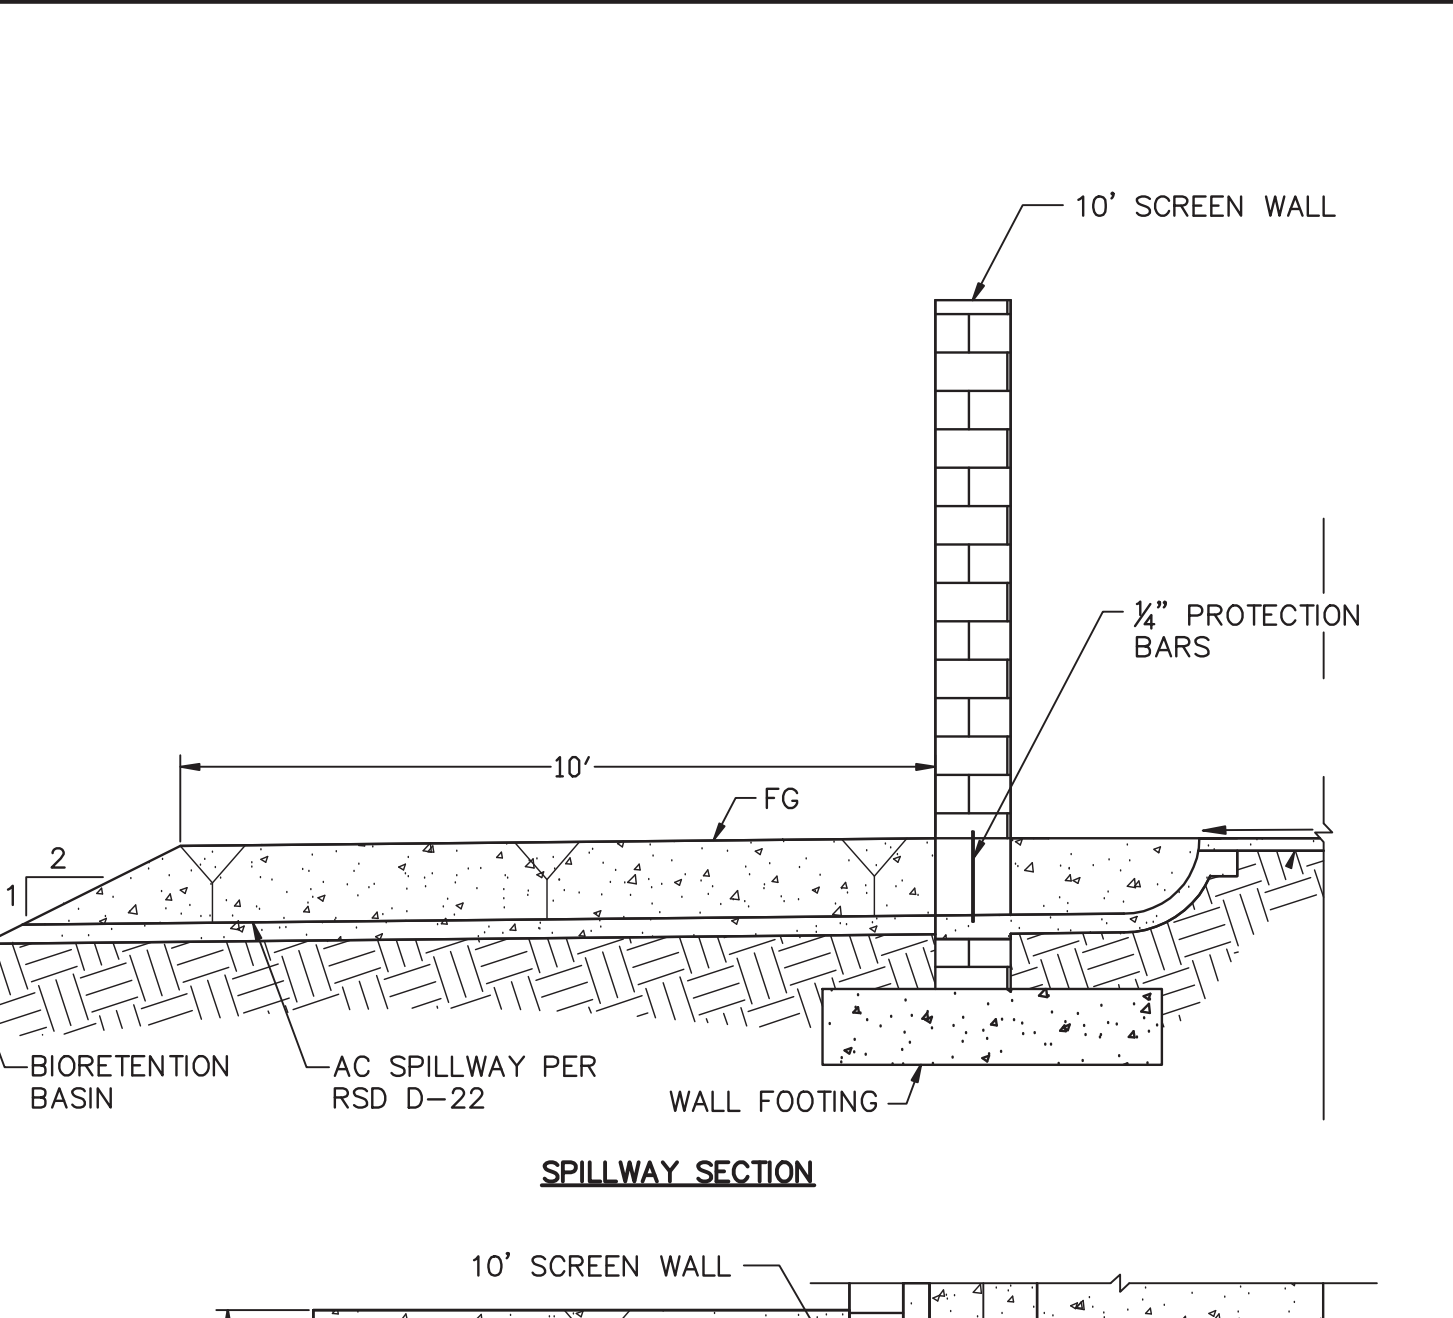 10' SCREEN WALL
¼" PROTECTION
BARS
10'
FG
2
1
BIORETENTION
BASIN
AC SPILLWAY PER
RSD D-22
WALL FOOTING
SPILLWAY SECTION
10' SCREEN WALL